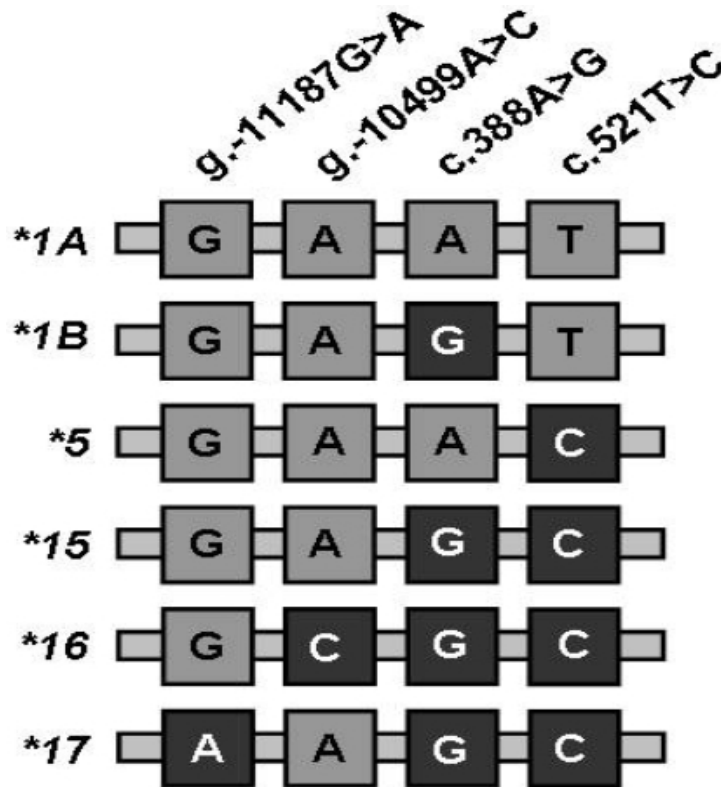 g.-11187G>A
g.-10499A>C
c.388A>G
c.521T>C
*1A G A A T
*1B G A G T
*5 G A A C
*15 G A G C
*16 G C G C
*17 A A G C